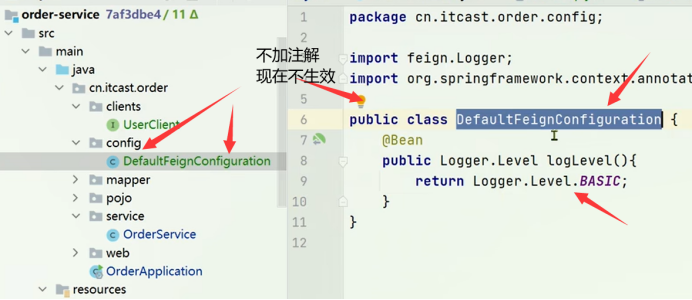 order-service 7af3dbe4 / 11 Δ
src
main
java
cn.itcast.order
clients
UserClient
config
DefaultFeignConfiguration
mapper
pojo
service
OrderService
web
OrderApplication
resources
不加注解
现在不生效
1 package cn.itcast.order.config;
2
3 import feign.Logger;
4 import org.springframework.context.annota
5
6 public class DefaultFeignConfiguration {
7 @Bean
8 public Logger.Level logLevel(){
9 return Logger.Level.BASIC;
10 }
11 }
12